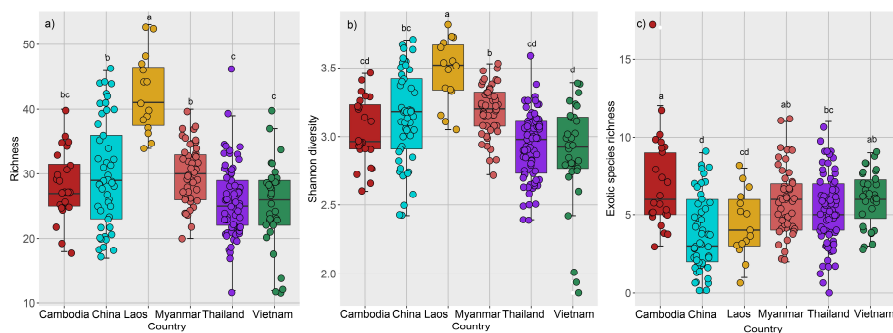 a)
Richness
50
40
30
20
10
bc
b
a
b
c
c
Cambodia China Laos Myanmar Thailand Vietnam
Country
b)
Shannon diversity
3.5
3.0
2.5
2.0
cd
bc
a
b
cd
d
Cambodia China Laos Myanmar Thailand Vietnam
Country
c)
Exotic species richness
15
10
5
0
a
d
cd
ab
bc
ab
Cambodia China Laos Myanmar Thailand Vietnam
Country